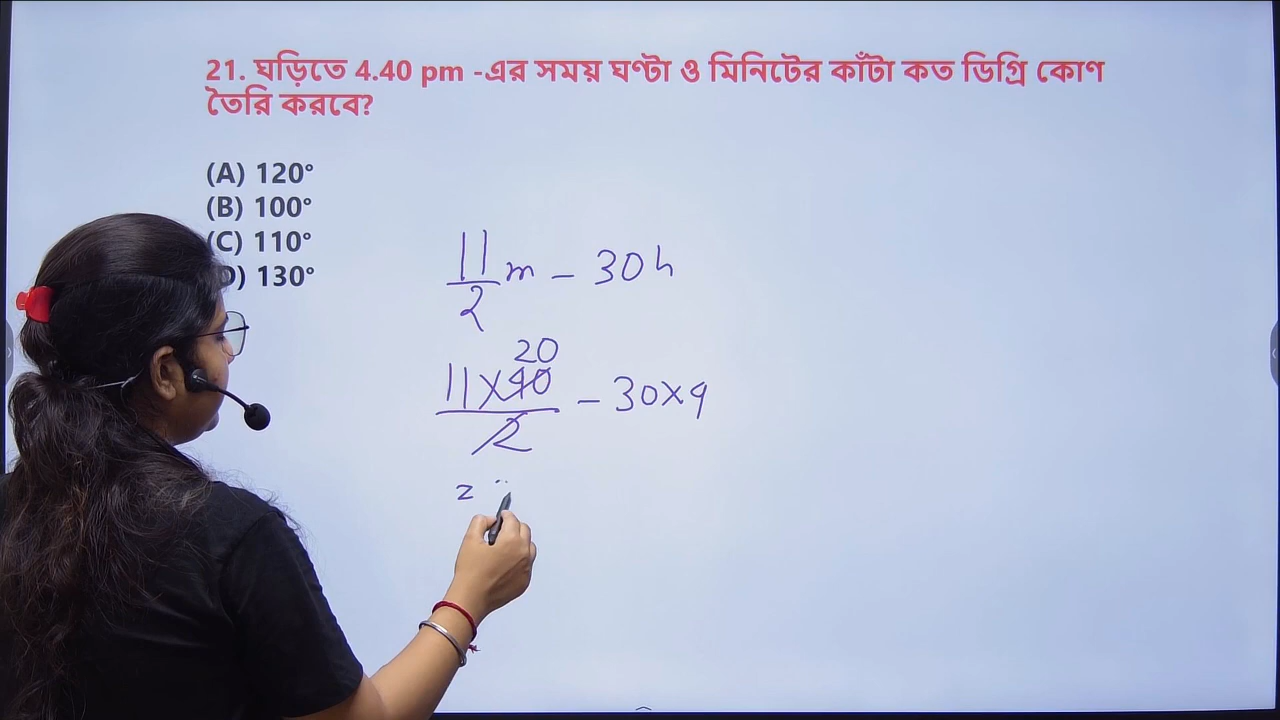 21. ঘড়িতে 4.40 pm -এর সময় ঘণ্টা ও মিনিটের কাঁটা কত ডিগ্রি কোণ
তৈরি করবে?
(A) 120°
(B) 100°
(C) 110°
D) 130°
11/2 m - 30h
20
11×40/2 - 30×4
=